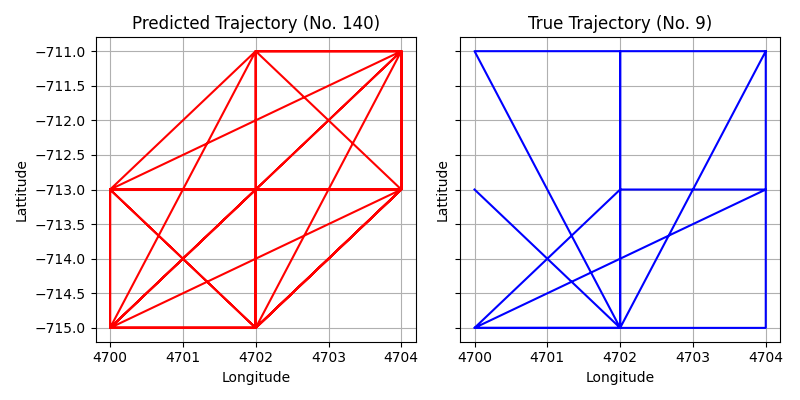 Predicted Trajectory (No. 140)
True Trajectory (No. 9)
−711.0
−711.5
−712.0
−712.5
−713.0
−713.5
−714.0
−714.5
−715.0
Lattitude
Lattitude
4700 4701 4702 4703 4704
4700 4701 4702 4703 4704
Longitude
Longitude